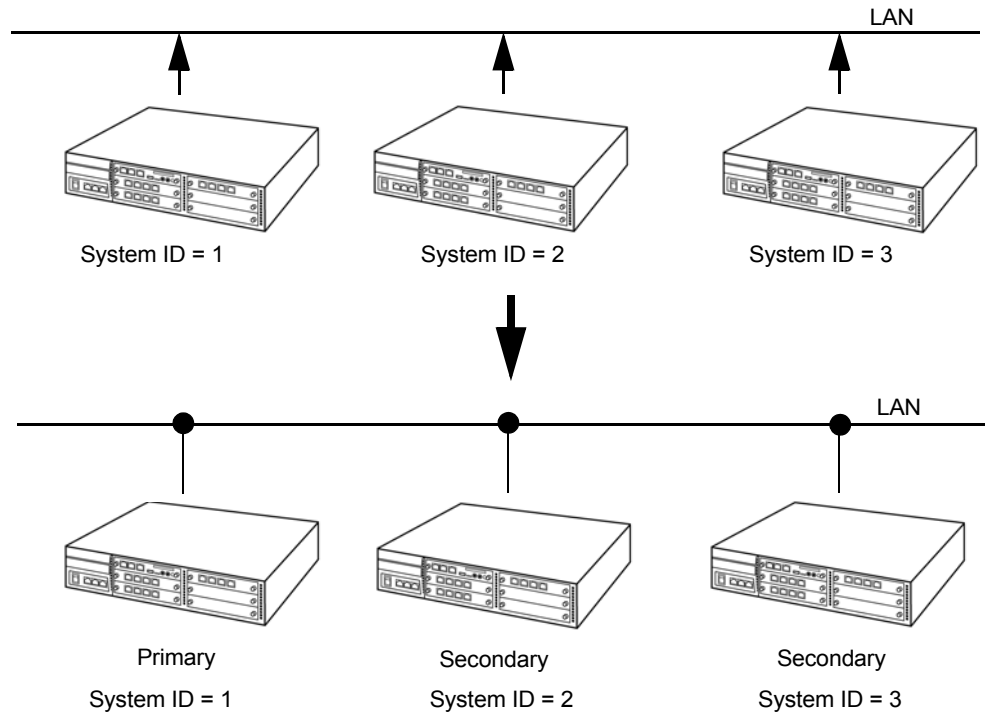 LAN
System ID = 1
System ID = 2
System ID = 3
LAN
Primary
Secondary
Secondary
System ID = 1
System ID = 2
System ID = 3